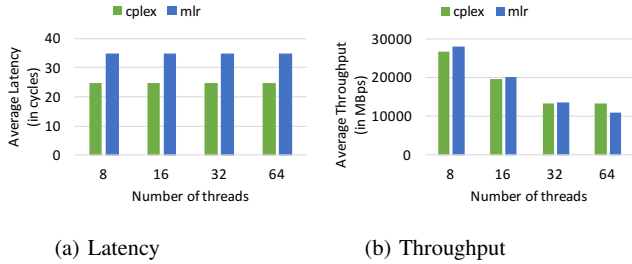 cplex mlr
40
30
20
10
0
8 16 32 64
Average Latency
(in cycles)
Number of threads
(a) Latency
cplex mlr
30000
20000
10000
0
8 16 32 64
Average Throughput
(in MBps)
Number of threads
(b) Throughput